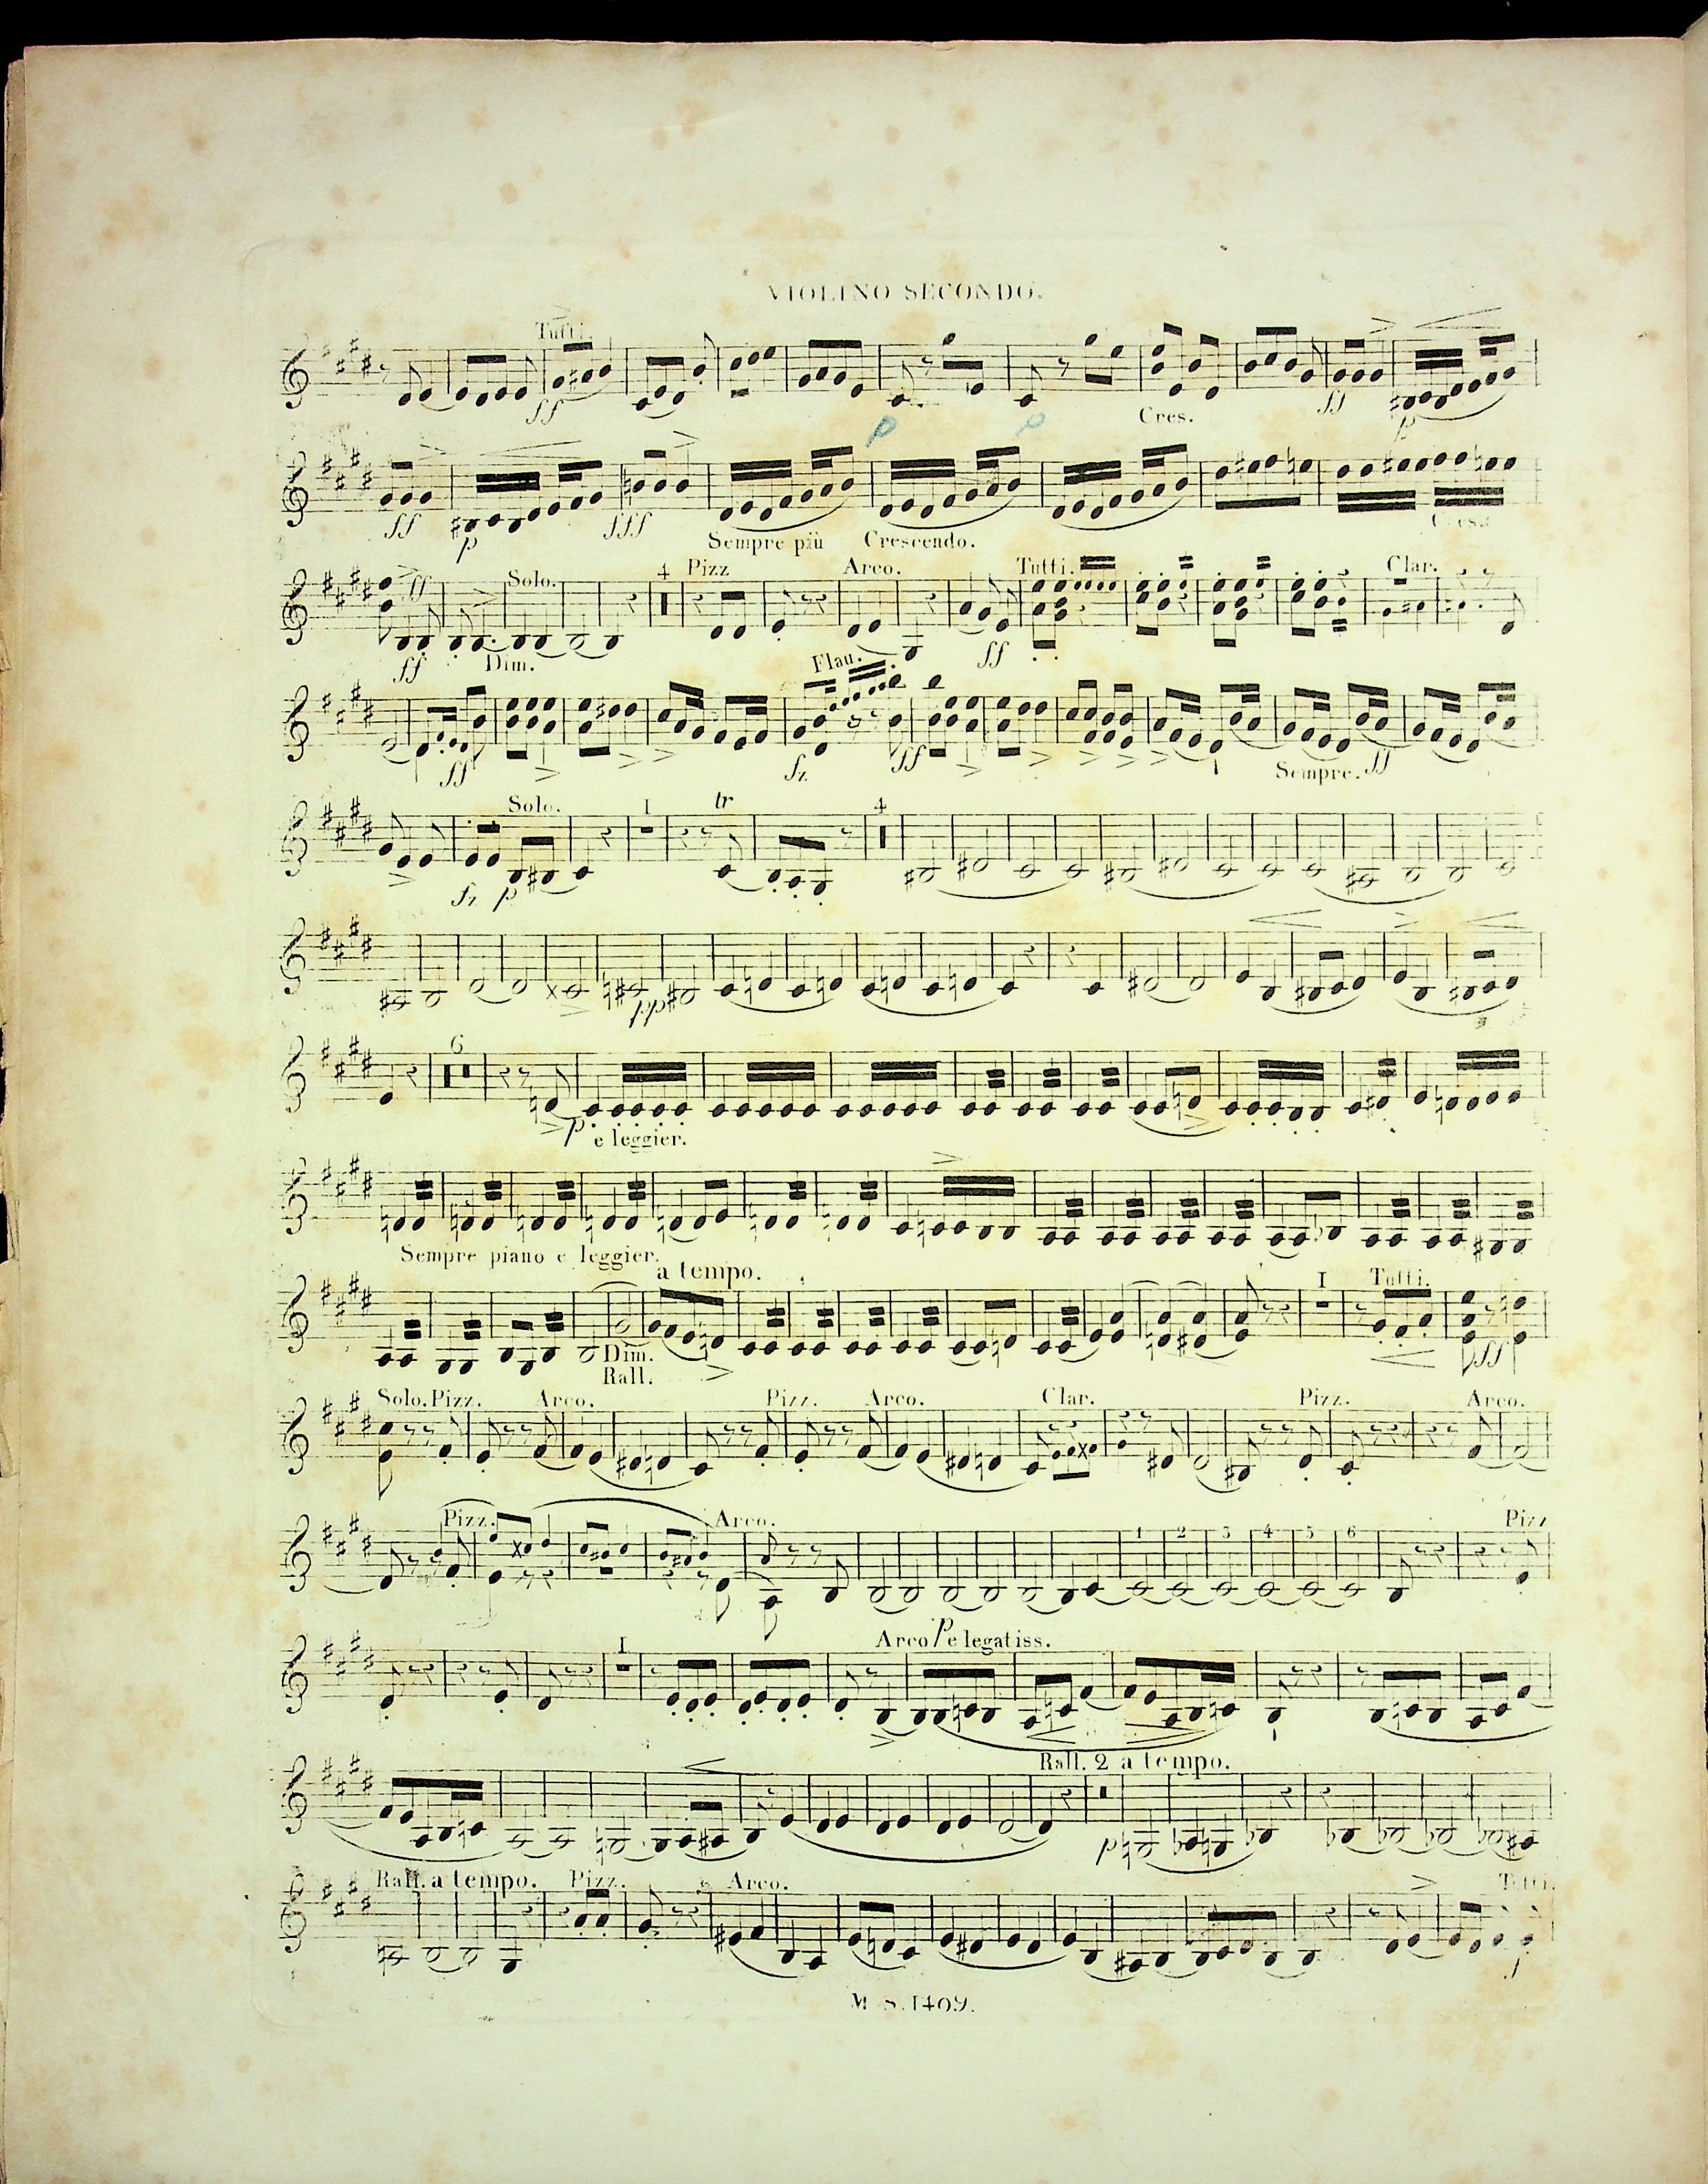 VIOLINO SECONDO.
Tutti.
ff Cres. ff p
p p
ff p fff Sempre più Crescendo. Cres.
ff Solo. 4 Pizz Arco. Tutti. Clar.
ff Dim. ff
Flau.
ff fz ff Sempre. ff
Solo. 1 tr 4
fz p
pp
6
p e leggier.
Sempre piano e leggier.
a tempo. 1 Tutti.
Dim. ff
Rall.
Solo. Pizz. Arco. Pizz. Arco. Clar. Pizz. Arco.
Pizz. Arco. 1 2 3 4 5 6 Pizz
1 Arco p e legatiss.
Rall. 2 a tempo.
p
Rall. a tempo. Pizz. Arco. Tutti.
f
M.S.1409.